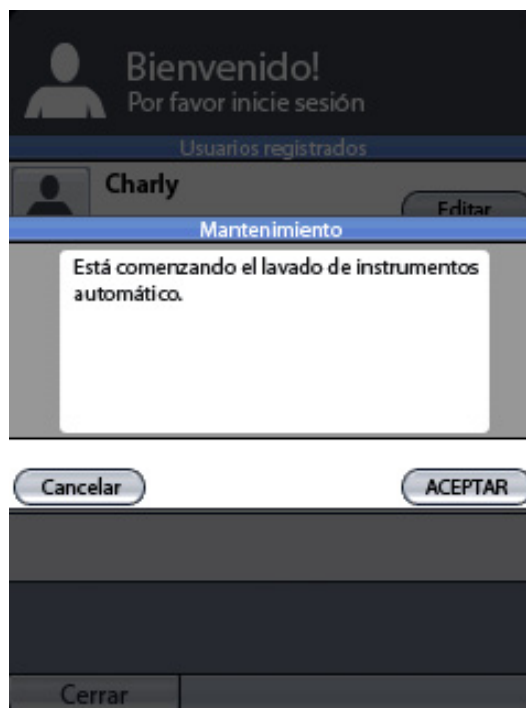 Bienvenido!
Por favor inicie sesión
Usuarios registrados
Charly
Editar
Mantenimiento
Está comenzando el lavado de instrumentos
automático.
Cancelar
ACEPTAR
Cerrar